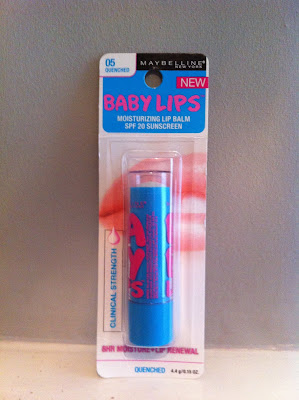 05
QUENCHED
MAYBELLINE
NEW YORK
NEW
BABY LIPS
MOISTURIZING LIP BALM
SPF 20 SUNSCREEN
CLINICAL STRENGTH
8HR MOISTURE + LIP RENEWAL
QUENCHED 4.4 g/0.15 OZ